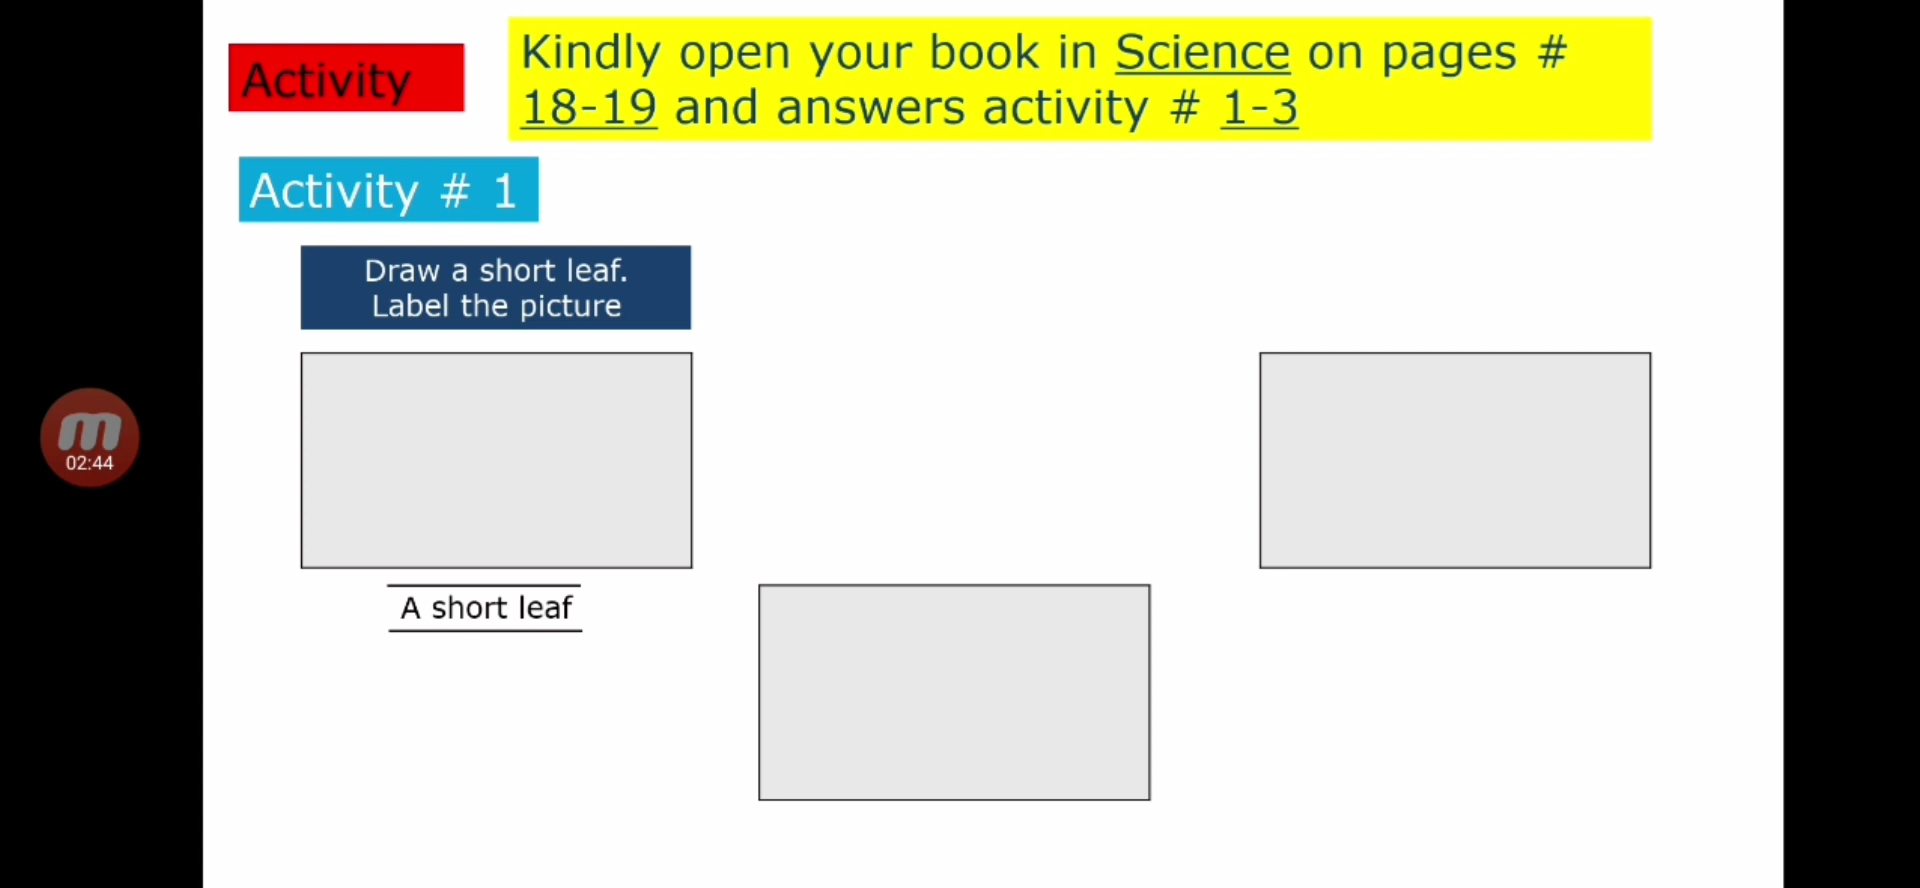 Activity
Kindly open your book in Science on pages #
18-19 and answers activity # 1-3
Activity # 1
Draw a short leaf.
Label the picture
m
02:44
A short leaf